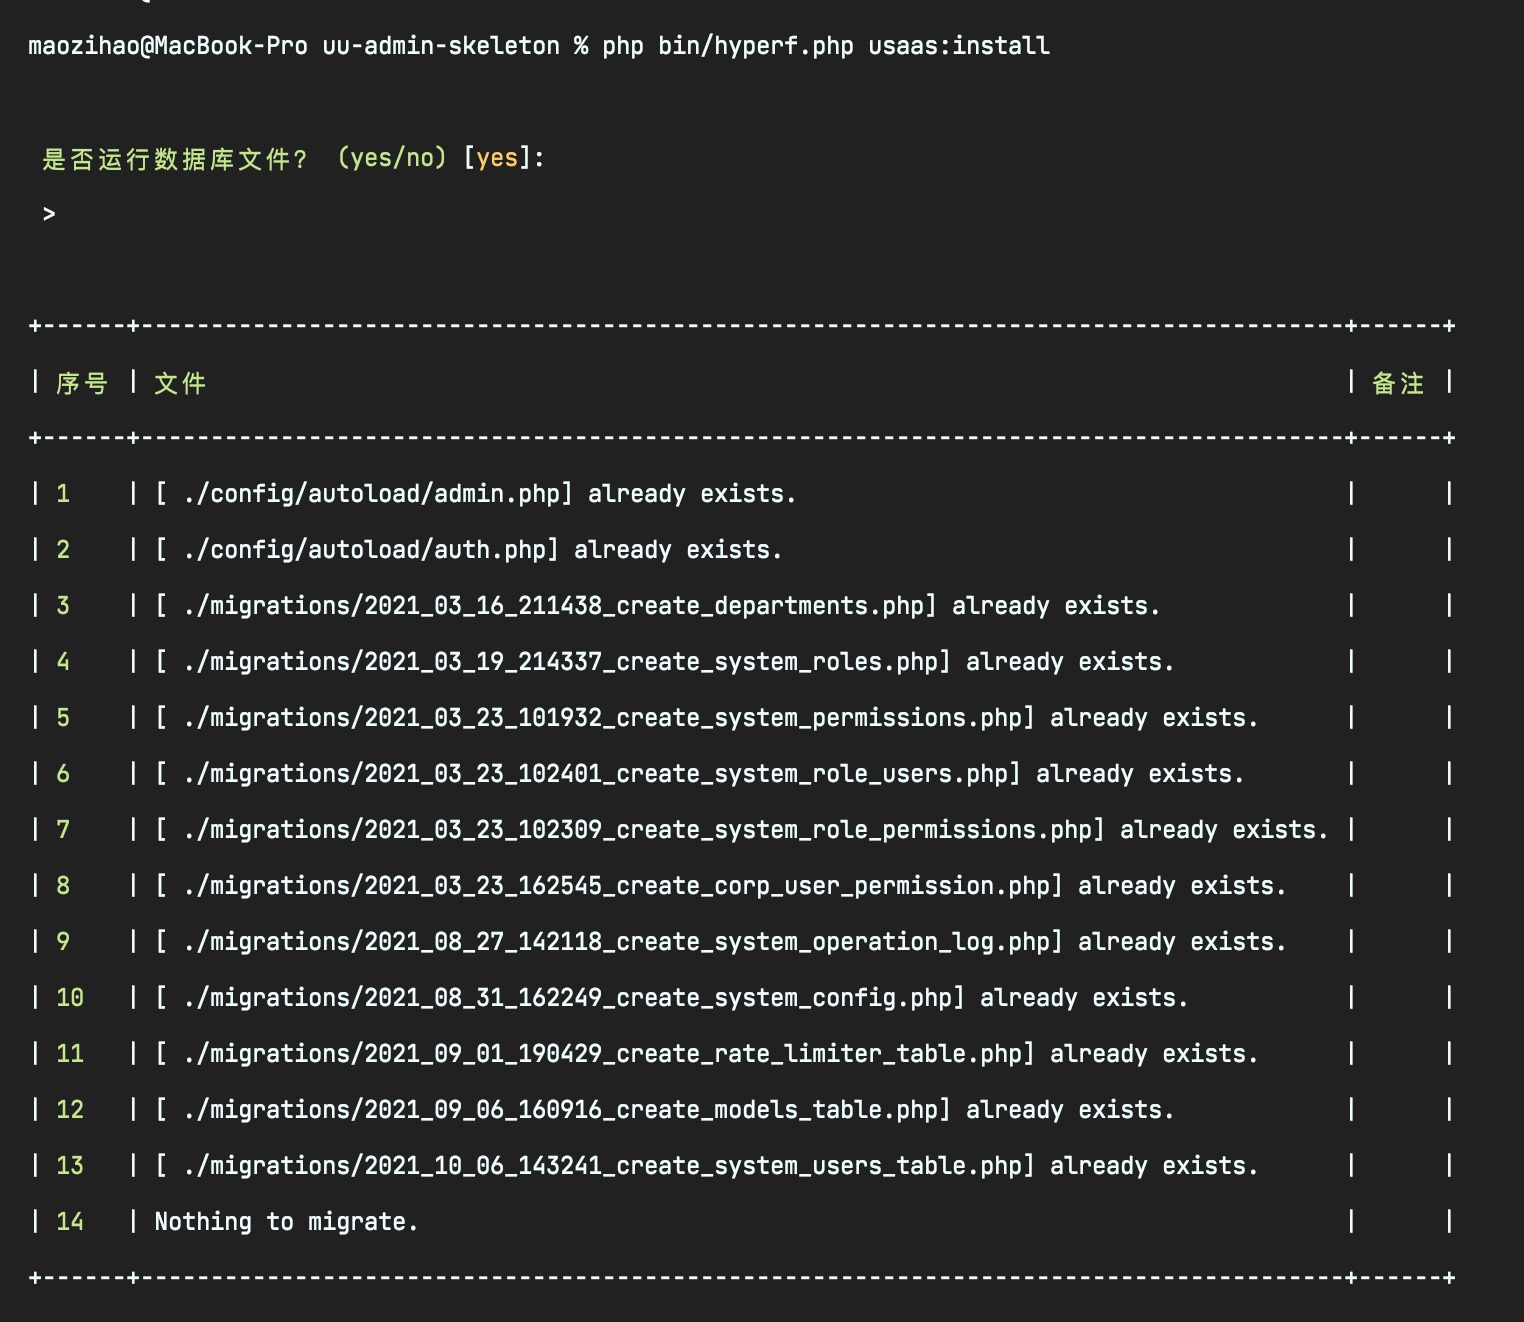 maozihao@MacBook-Pro uu-admin-skeleton % php bin/hyperf.php usaas:install
是否运行数据库文件？ (yes/no) [yes]:
>
+------+--------------------------------------------------------------------------------------+------+
| 序号 | 文件 | 备注 |
+------+--------------------------------------------------------------------------------------+------+
| 1 | [ ./config/autoload/admin.php] already exists. | |
| 2 | [ ./config/autoload/auth.php] already exists. | |
| 3 | [ ./migrations/2021_03_16_211438_create_departments.php] already exists. | |
| 4 | [ ./migrations/2021_03_19_214337_create_system_roles.php] already exists. | |
| 5 | [ ./migrations/2021_03_23_101932_create_system_permissions.php] already exists. | |
| 6 | [ ./migrations/2021_03_23_102401_create_system_role_users.php] already exists. | |
| 7 | [ ./migrations/2021_03_23_102309_create_system_role_permissions.php] already exists. | |
| 8 | [ ./migrations/2021_03_23_162545_create_corp_user_permission.php] already exists. | |
| 9 | [ ./migrations/2021_08_27_142118_create_system_operation_log.php] already exists. | |
| 10 | [ ./migrations/2021_08_31_162249_create_system_config.php] already exists. | |
| 11 | [ ./migrations/2021_09_01_190429_create_rate_limiter_table.php] already exists. | |
| 12 | [ ./migrations/2021_09_06_160916_create_models_table.php] already exists. | |
| 13 | [ ./migrations/2021_10_06_143241_create_system_users_table.php] already exists. | |
| 14 | Nothing to migrate. | |
+------+--------------------------------------------------------------------------------------+------+